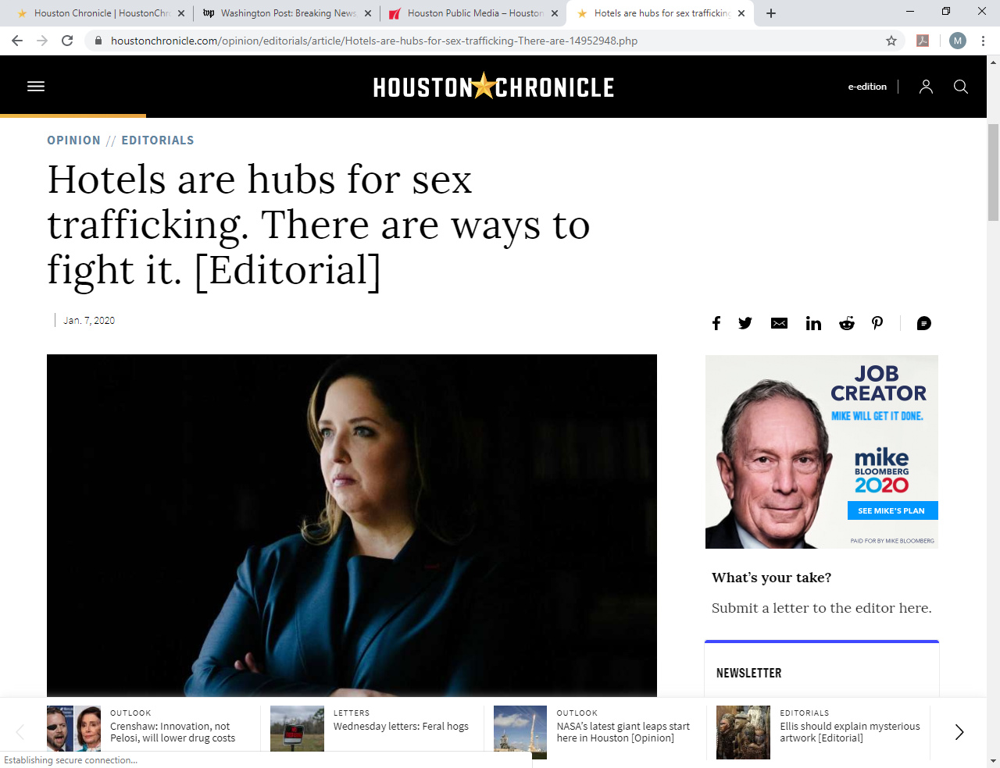 Houston Chronicle | HoustonChr
wp Washington Post: Breaking News,
Houston Public Media – Houston
Hotels are hubs for sex trafficking
houstonchronicle.com/opinion/editorials/article/Hotels-are-hubs-for-sex-trafficking-There-are-14952948.php
M
HOUSTON CHRONICLE
e-edition
OPINION // EDITORIALS
Hotels are hubs for sex
trafficking. There are ways to
fight it. [Editorial]
Jan. 7, 2020
JOB
CREATOR
MIKE WILL GET IT DONE.
mike
BLOOMBERG
2020
SEE MIKE'S PLAN
PAID FOR BY MIKE BLOOMBERG
What's your take?
Submit a letter to the editor here.
NEWSLETTER
OUTLOOK
Crenshaw: Innovation, not
Pelosi, will lower drug costs
LETTERS
Wednesday letters: Feral hogs
OUTLOOK
NASA's latest giant leaps start
here in Houston [Opinion]
EDITORIALS
Ellis should explain mysterious
artwork [Editorial]
Establishing secure connection...